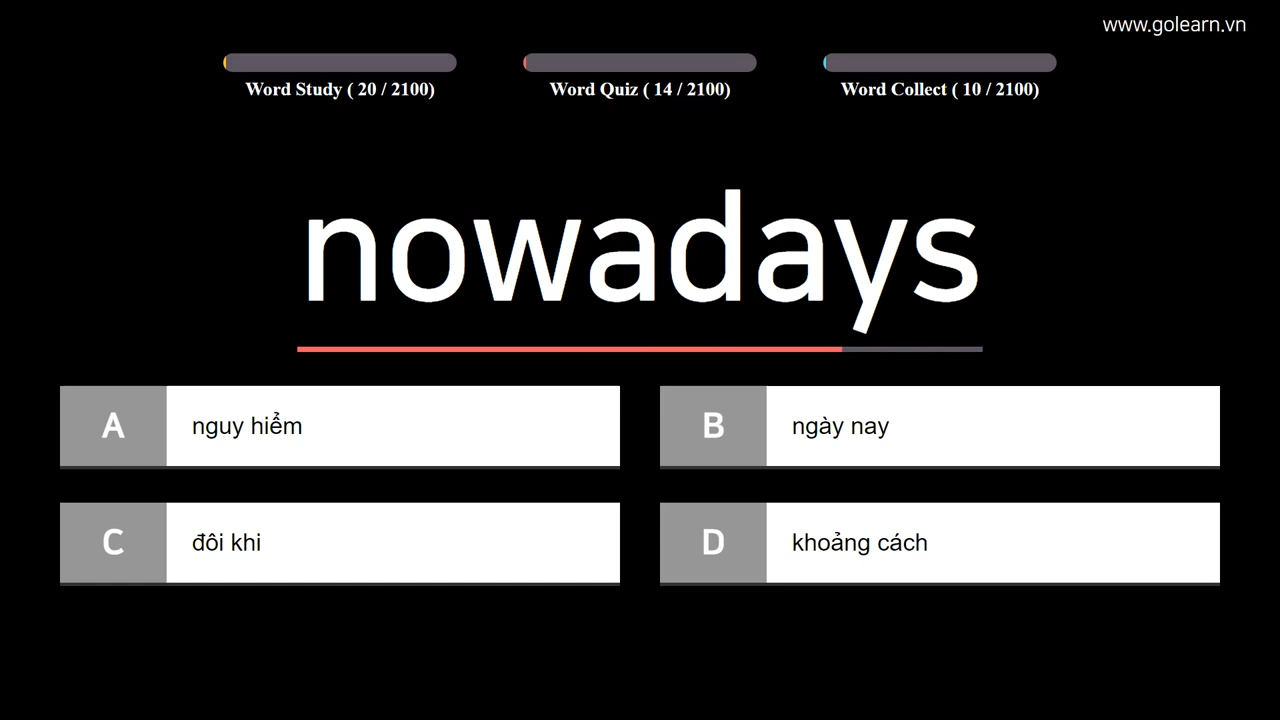 www.golearn.vn
Word Study ( 20 / 2100)
Word Quiz ( 14 / 2100)
Word Collect ( 10 / 2100)
nowadays
A nguy hiểm
B ngày nay
C đôi khi
D khoảng cách